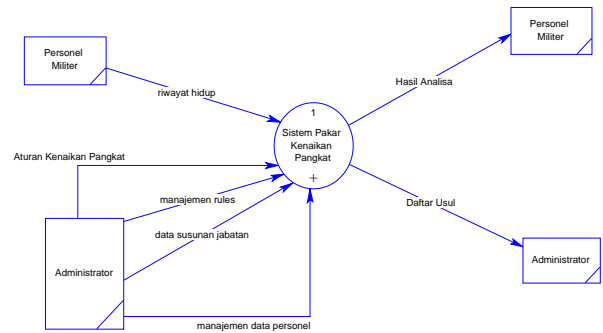 Personel
Militer
Personel
Militer
Hasil Analisa
riwayat hidup
1
Sistem Pakar
Kenaikan
Pangkat
+
Aturan Kenaikan Pangkat
manajemen rules
Daftar Usul
data susunan jabatan
Administrator
Administrator
manajemen data personel